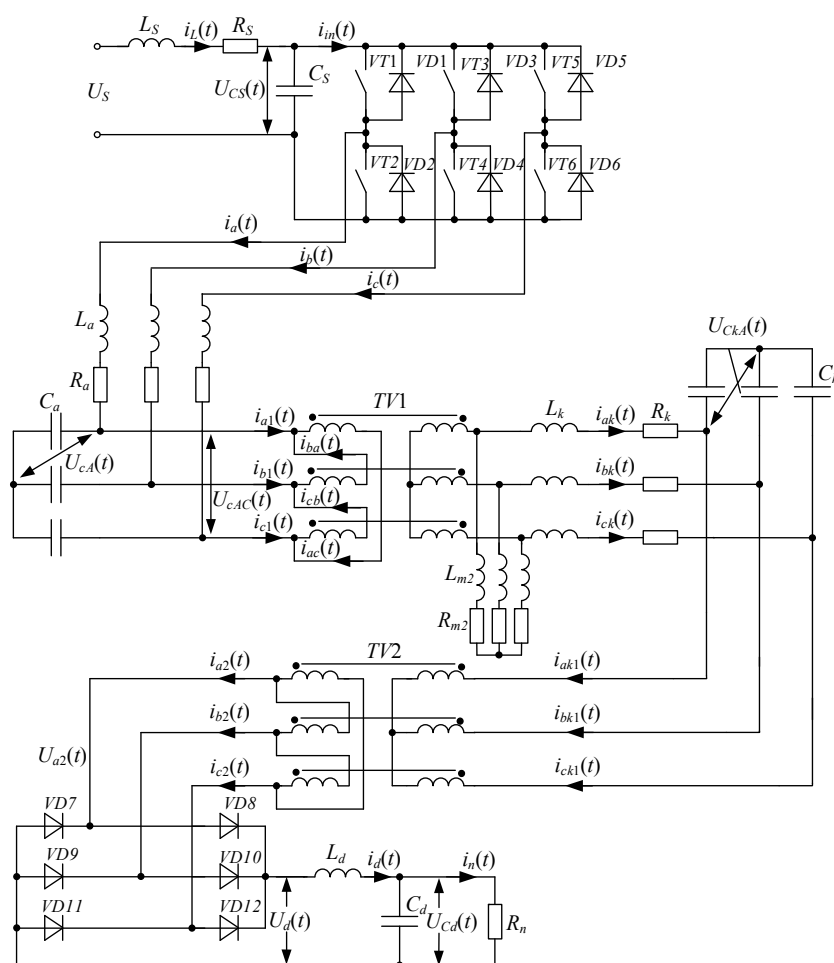 L_S i_L(t) R_S i_in(t)
VT1 VD1 VT3 VD3 VT5 VD5
U_S U_CS(t) C_S
VT2 VD2 VT4 VD4 VT6 VD6
i_a(t)
i_b(t)
i_c(t)
L_a U_CkA(t)
R_a
C_a TV1 L_k i_ak(t) R_k
i_a1(t)
i_ba(t)
U_cA(t) i_b1(t) i_bk(t)
U_cAC(t) i_cb(t)
i_c1(t) i_ck(t)
i_ac(t)
L_m2
R_m2
i_a2(t) TV2 i_ak1(t)
i_b2(t) i_bk1(t)
U_a2(t)
i_c2(t) i_ck1(t)
VD7 VD8
VD9 VD10 L_d i_d(t) i_n(t)
VD11 VD12 U_d(t) C_d U_Cd(t) R_n